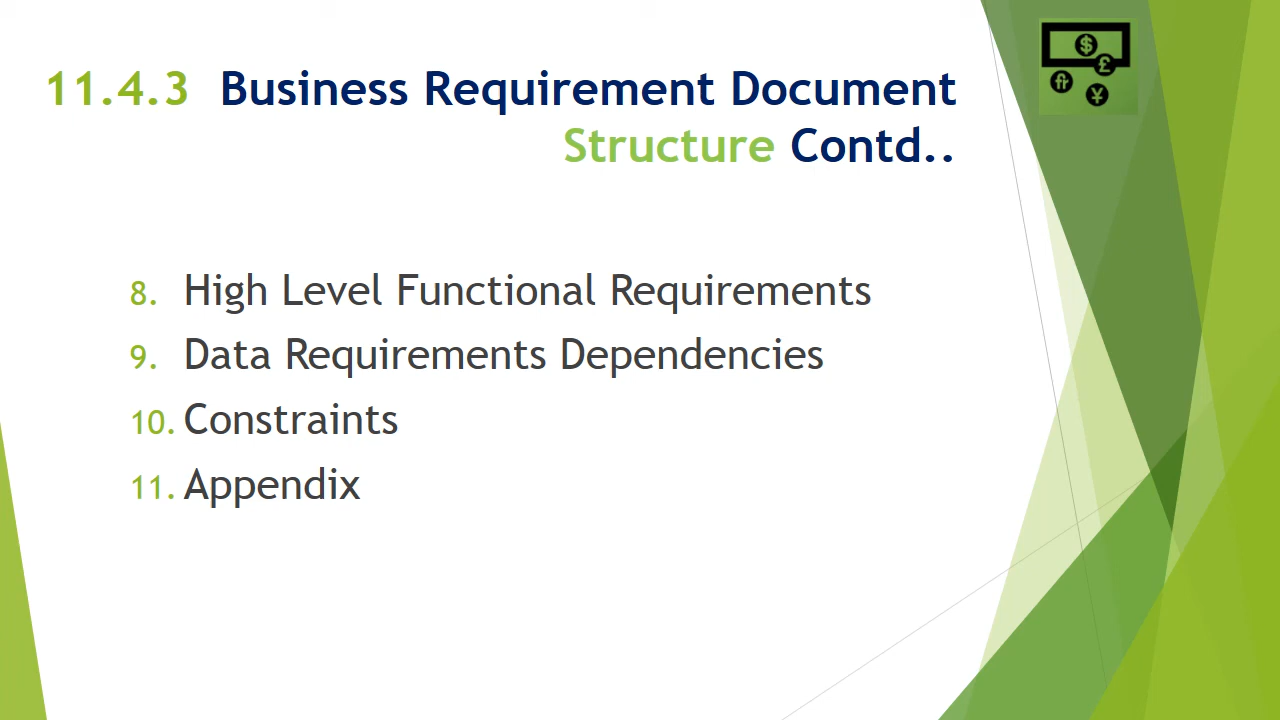 11.4.3 Business Requirement Document
Structure Contd..
8. High Level Functional Requirements
9. Data Requirements Dependencies
10. Constraints
11. Appendix